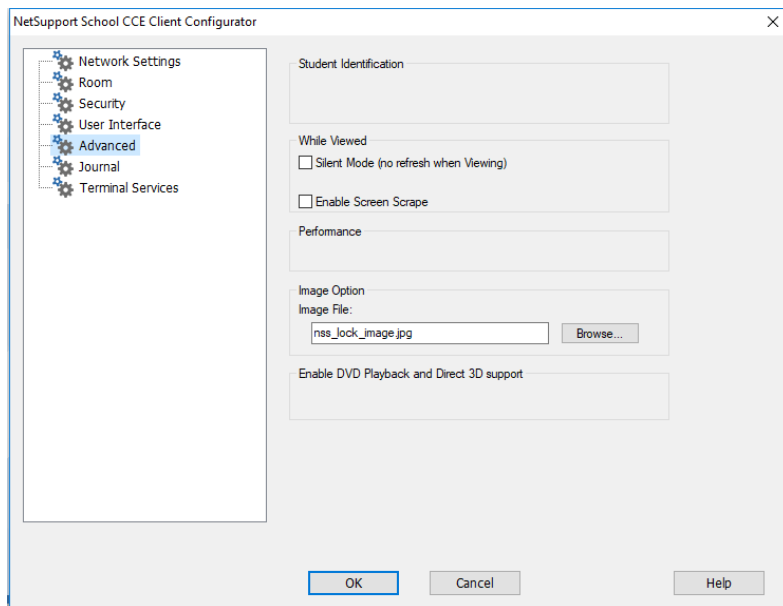 NetSupport School CCE Client Configurator
Network Settings
Room
Security
User Interface
Advanced
Journal
Terminal Services
Student Identification
While Viewed
Silent Mode (no refresh when Viewing)
Enable Screen Scrape
Performance
Image Option
Image File:
nss_lock_image.jpg
Browse...
Enable DVD Playback and Direct 3D support
OK
Cancel
Help